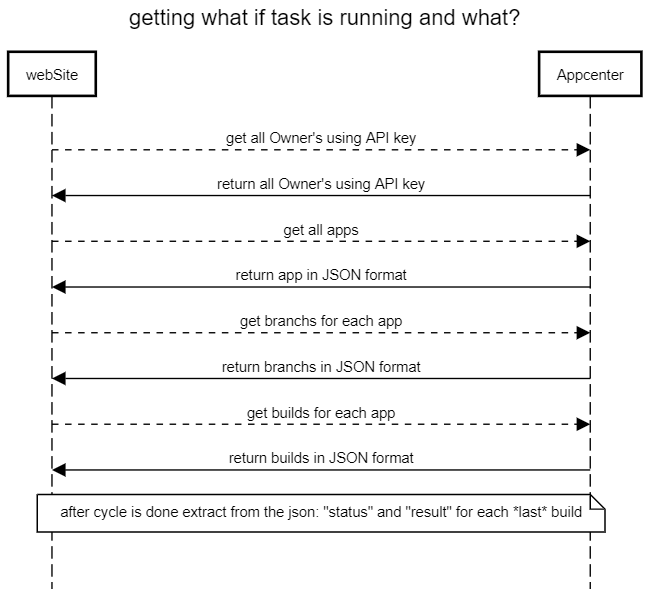 getting what if task is running and what?
webSite
Appcenter
get all Owner's using API key
return all Owner's using API key
get all apps
return app in JSON format
get branchs for each app
return branchs in JSON format
get builds for each app
return builds in JSON format
after cycle is done extract from the json: "status" and "result" for each *last* build